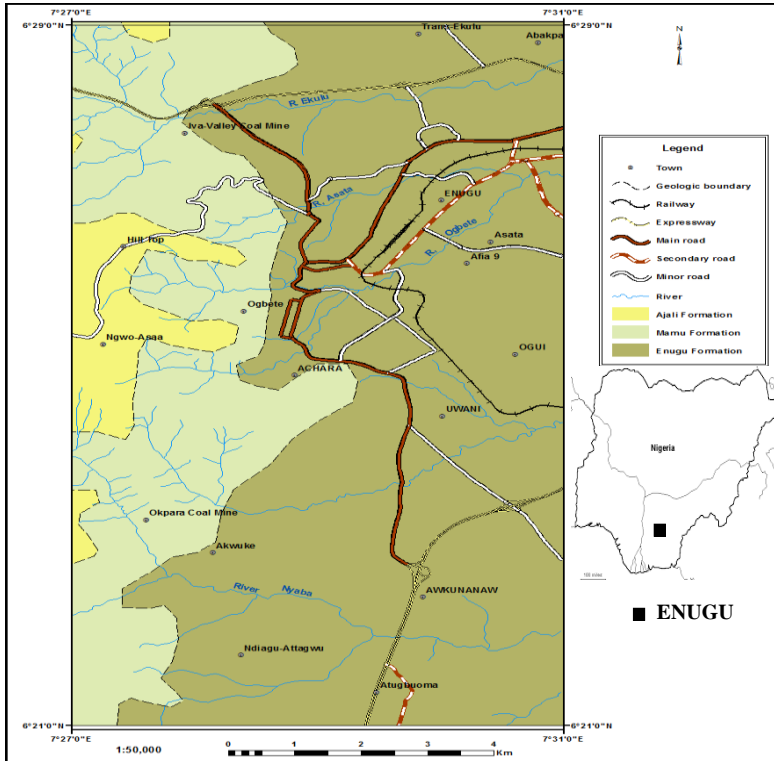 7°27'0"E
7°31'0"E
6°29'0"N
6°29'0"N
Trans-Ekulu
Abakpa
R. Ekulu
Iva-Valley Coal Mine
R. Asata
ENUGU
R. Ogbete
Asata
Hill Top
Afia 9
Ogbete
Ngwo-Asaa
OGUI
ACHARA
UWANI
Okpara Coal Mine
Akwuke
River Nyaba
AWKUNANAW
Ndiagu-Attagwu
Atugbuoma
6°21'0"N
6°21'0"N
7°27'0"E
7°31'0"E
1:50,000
0 1 2 3 4
Km
N
Legend
Town
Geologic boundary
Railway
Expressway
Main road
Secondary road
Minor road
River
Ajali Formation
Mamu Formation
Enugu Formation
Nigeria
ENUGU